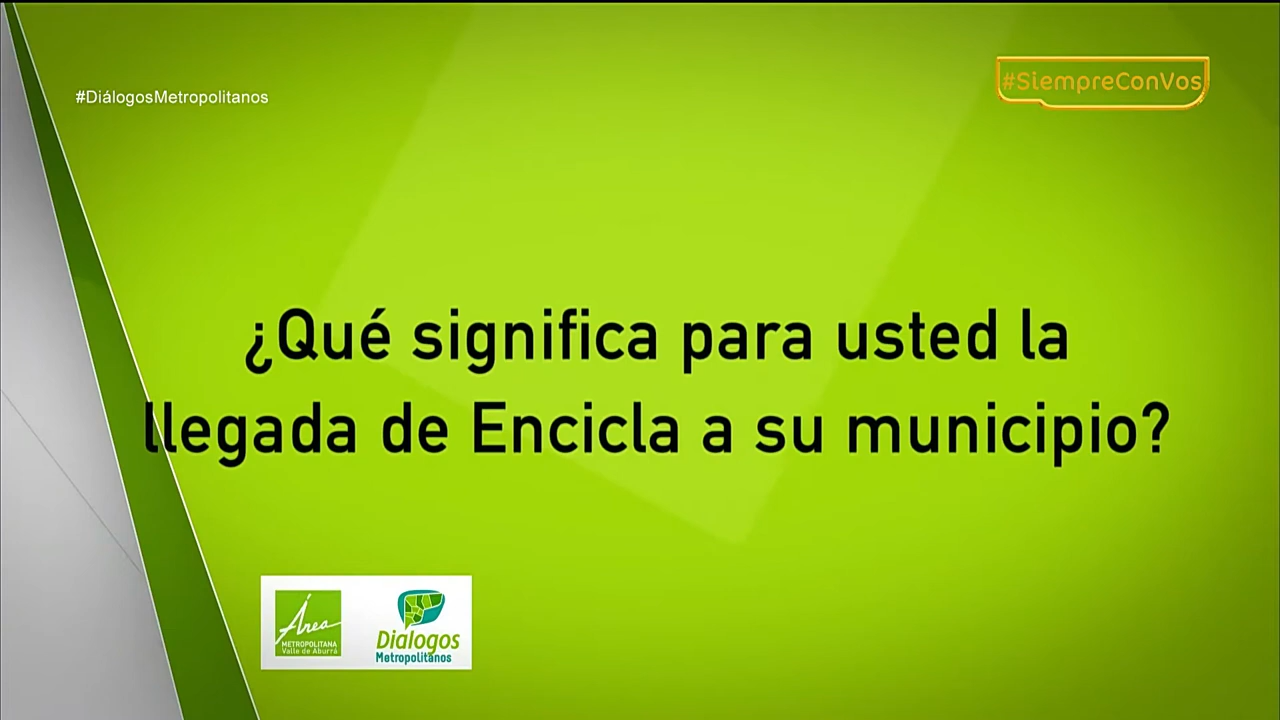 #DiálogosMetropolitanos
#SiempreConVos
¿Qué significa para usted la
llegada de Encicla a su municipio?
Área
METROPOLITANA
Valle de Aburrá
Dialogos
Metropolitanos